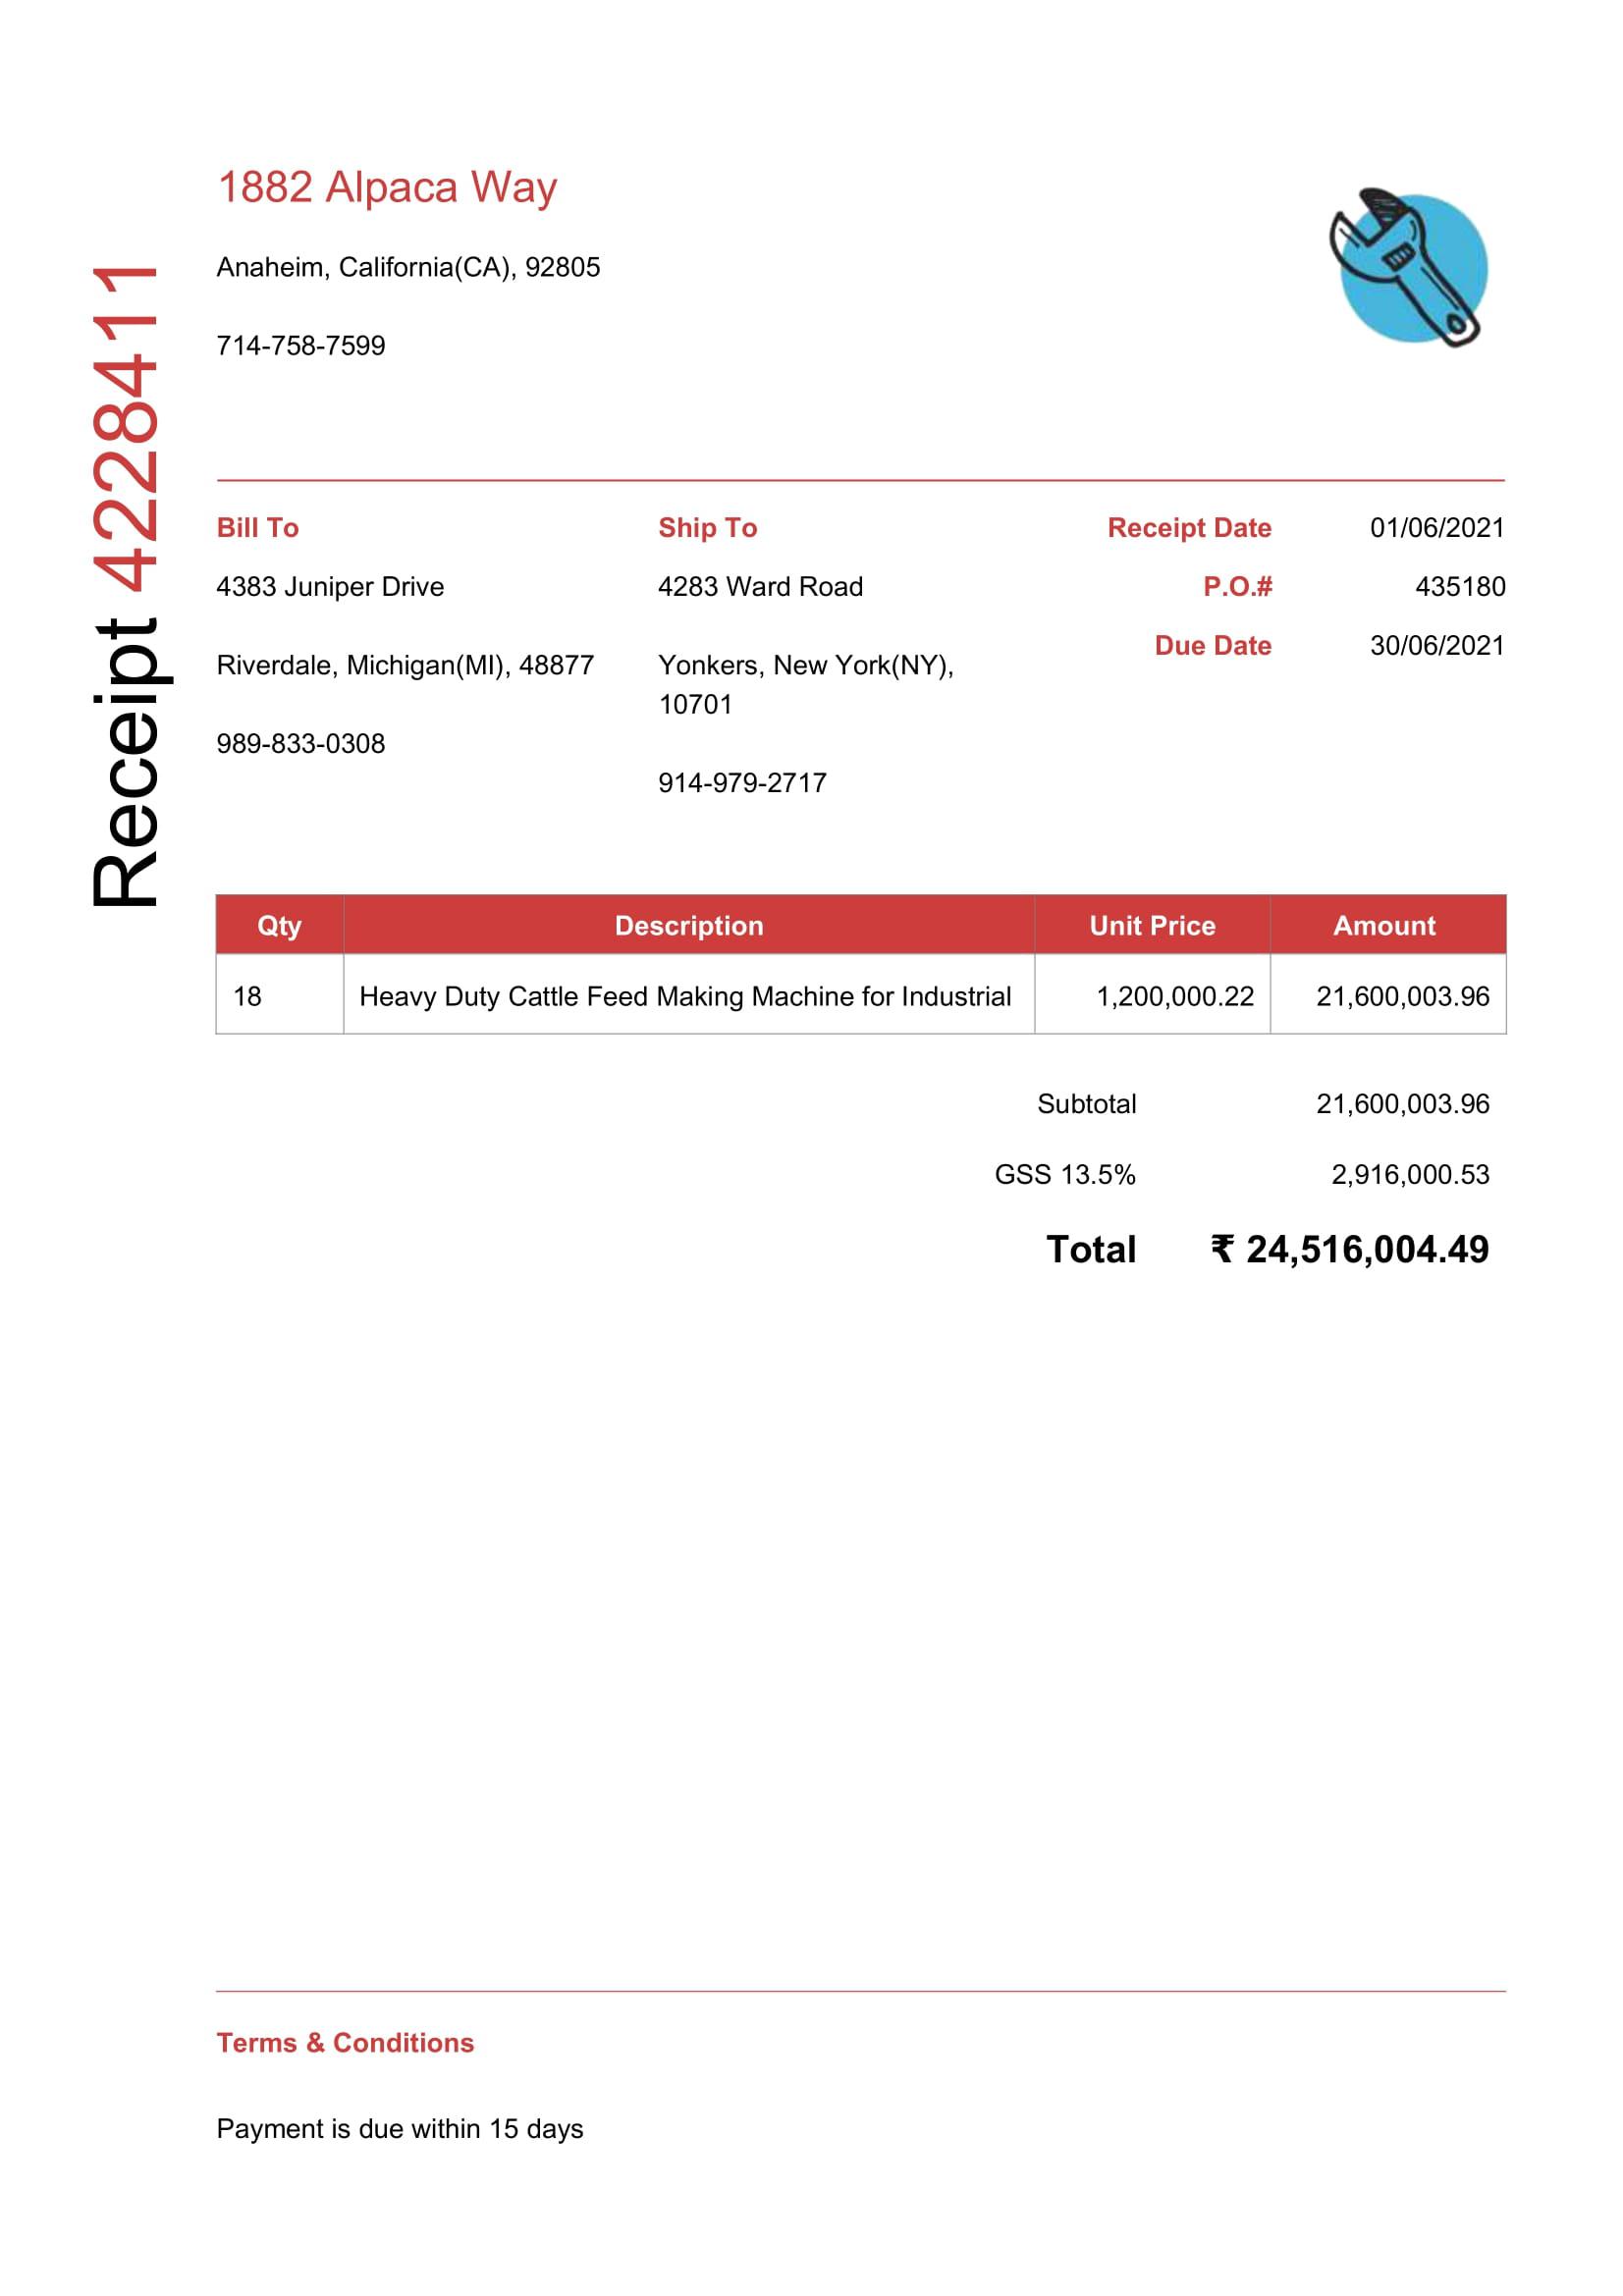 Receipt 4228411
1882 Alpaca Way
Anaheim, California(CA), 92805
714-758-7599
Bill To
4383 Juniper Drive
Riverdale, Michigan(MI), 48877
989-833-0308
Ship To
4283 Ward Road
Yonkers, New York(NY),
10701
914-979-2717
Receipt Date 01/06/2021
P.O.# 435180
Due Date 30/06/2021
Qty Description Unit Price Amount
18 Heavy Duty Cattle Feed Making Machine for Industrial 1,200,000.22 21,600,003.96
Subtotal 21,600,003.96
GSS 13.5% 2,916,000.53
Total ₹ 24,516,004.49
Terms & Conditions
Payment is due within 15 days